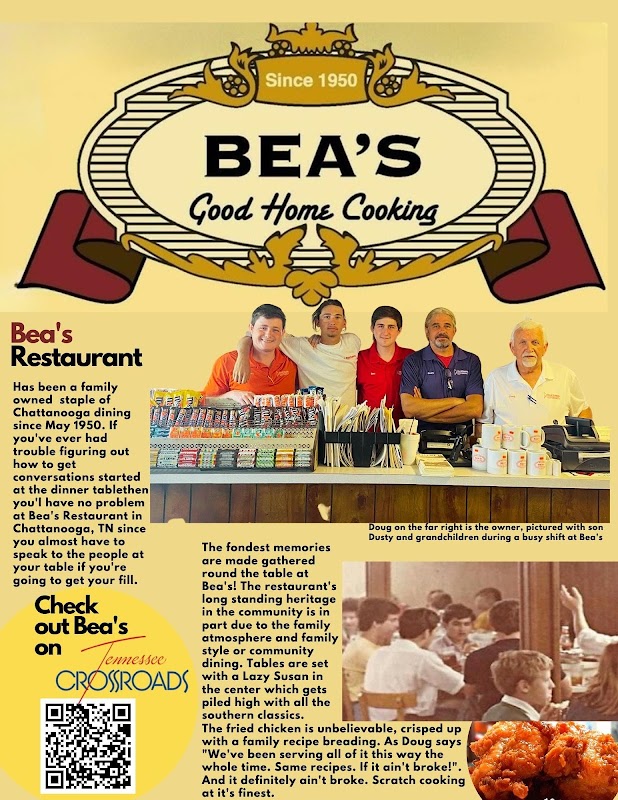 Since 1950
BEA'S
Good Home Cooking
Bea's
Restaurant
Has been a family
owned staple of
Chattanooga dining
since May 1950. If
you've ever had
trouble figuring out
how to get
conversations started
at the dinner tablethen
you'l have no problem
at Bea's Restaurant in
Chattanooga, TN since
you almost have to
speak to the people at
your table if you're
going to get your fill.
Doug on the far right is the owner, pictured with son
Dusty and grandchildren during a busy shift at Bea's
The fondest memories
are made gathered
round the table at
Bea's! The restaurant's
long standing heritage
in the community is in
part due to the family
atmosphere and family
style or community
dining. Tables are set
with a Lazy Susan in
the center which gets
piled high with all the
southern classics.
The fried chicken is unbelievable, crisped up
with a family recipe breading. As Doug says
"We've been serving all of it this way the
whole time. Same recipes. If it ain't broke!".
And it definitely ain't broke. Scratch cooking
at it's finest.
Check
out Bea's
on
Tennessee
CROSSROADS